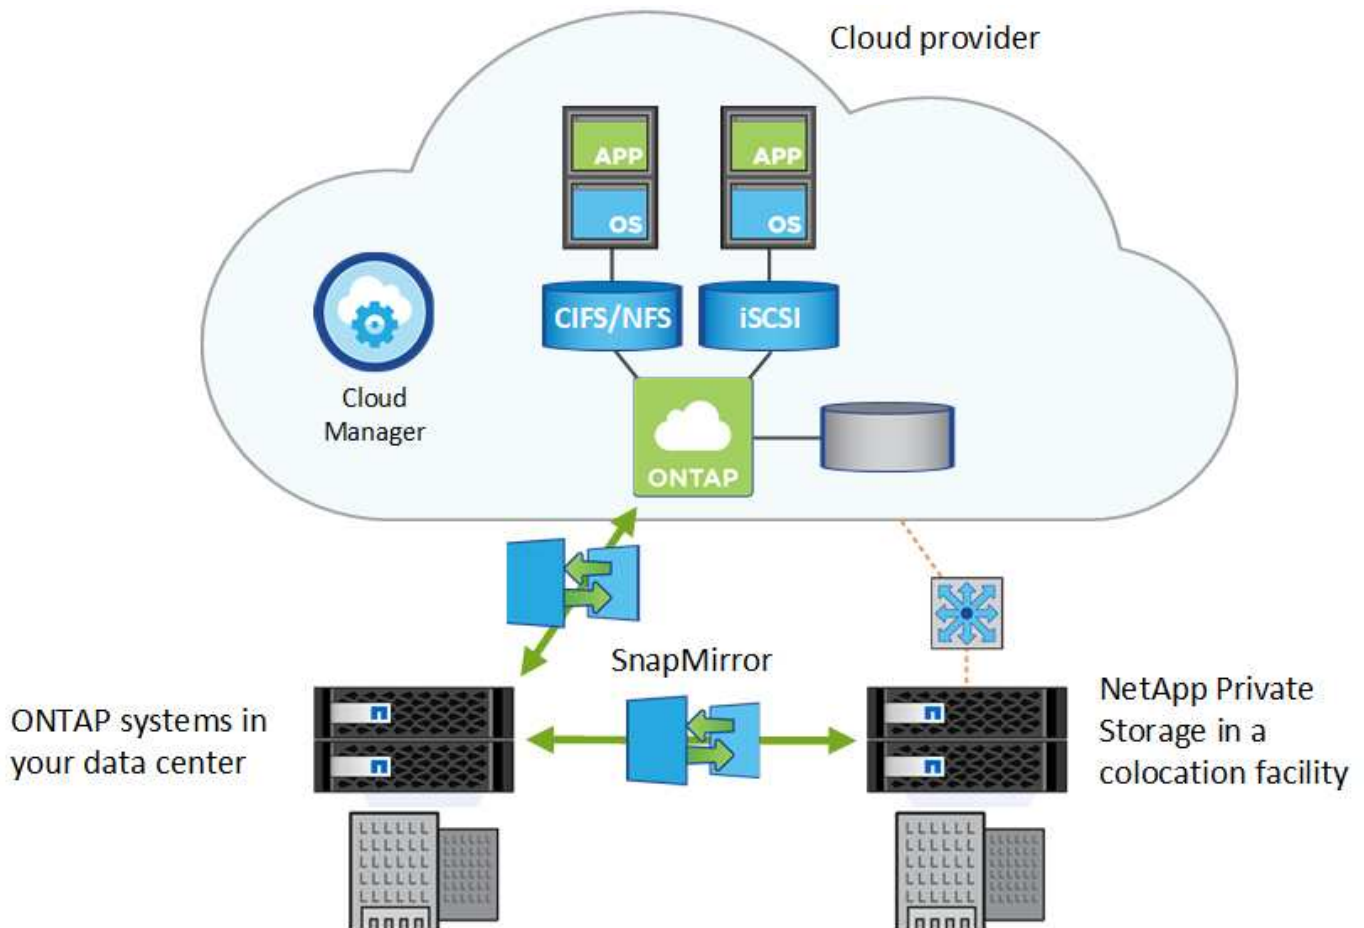 Cloud provider
APP
APP
OS
OS
CIFS/NFS
iSCSI
Cloud
Manager
ONTAP
SnapMirror
ONTAP systems in
your data center
NetApp Private
Storage in a
colocation facility